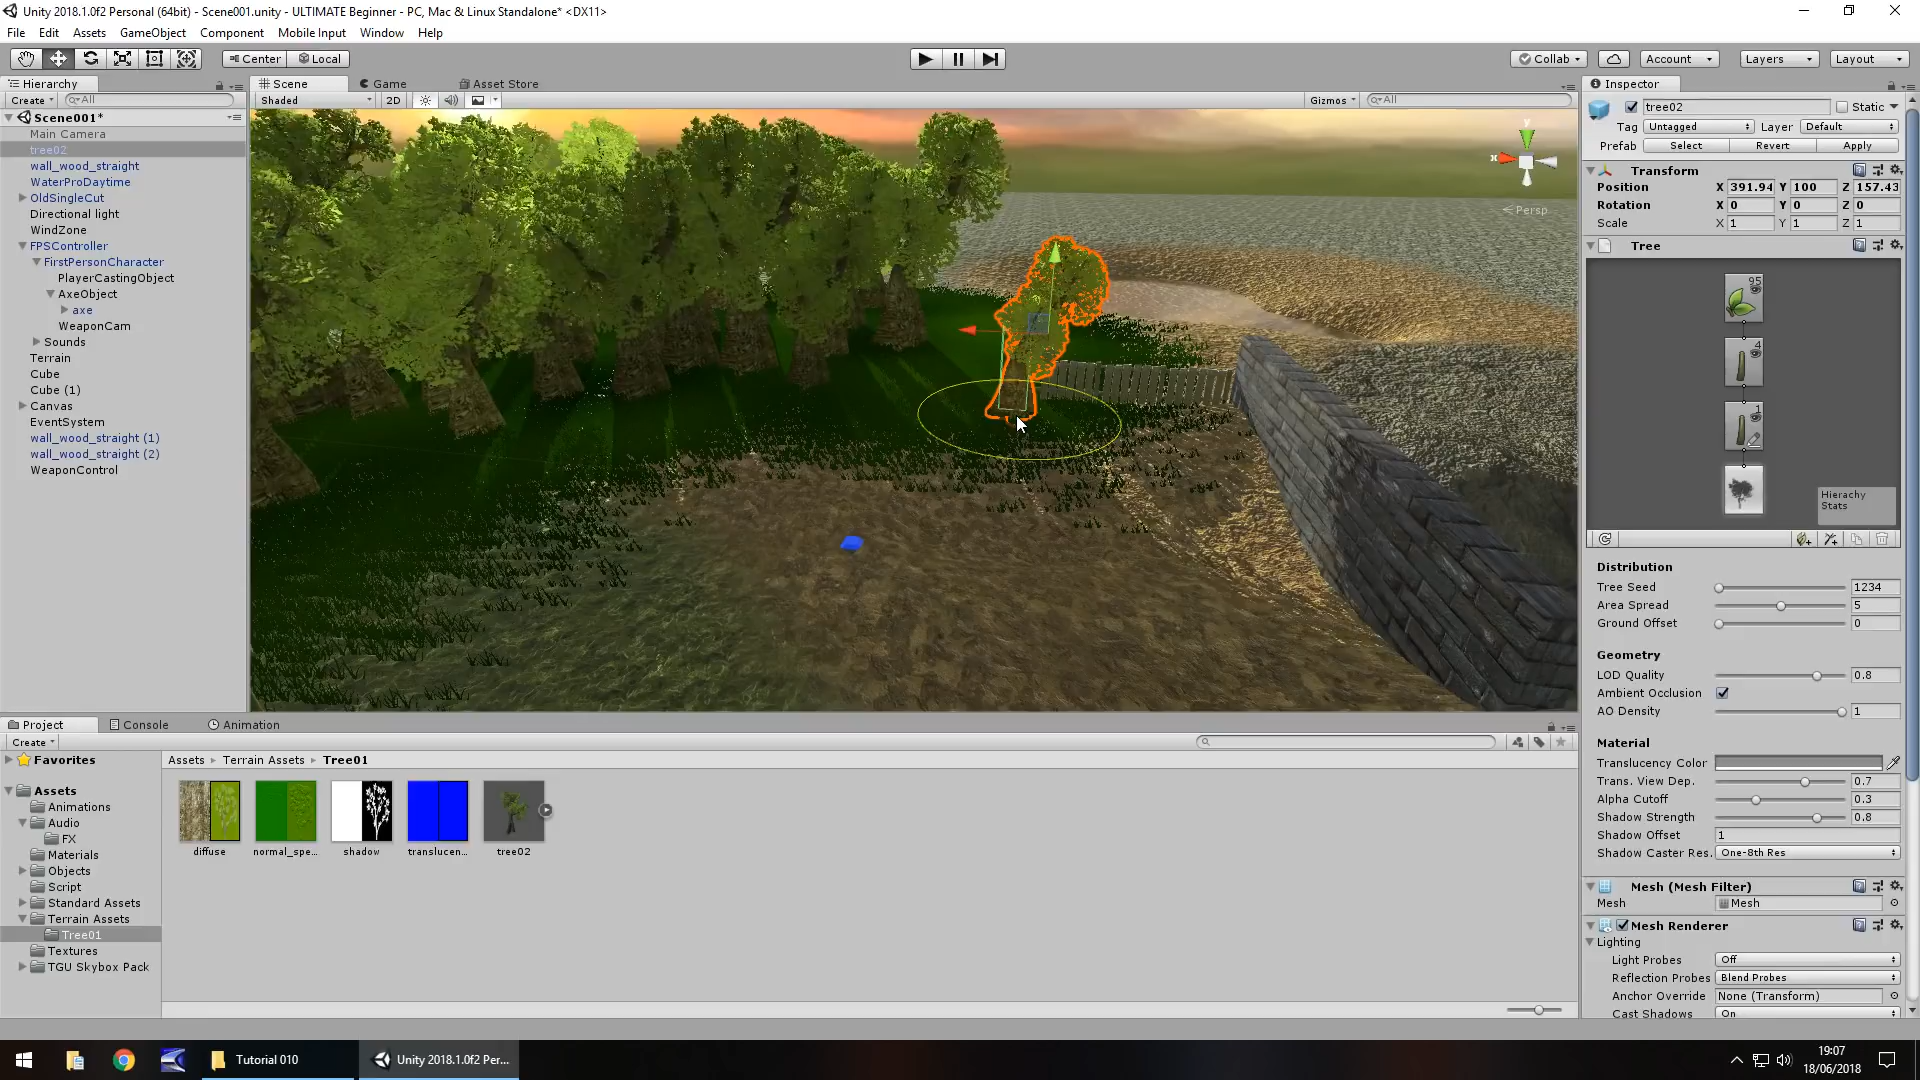 Unity 2018.1.0f2 Personal (64bit) - Scene001.unity - ULTIMATE Beginner - PC, Mac & Linux Standalone* <DX11>
File Edit Assets GameObject Component Mobile Input Window Help
Center Local Collab Account Layers Layout
Hierarchy
Create All
Scene001*
Main Camera
tree02
wall_wood_straight
WaterProDaytime
OldSingleCut
Directional light
WindZone
FPSController
FirstPersonCharacter
PlayerCastingObject
AxeObject
axe
WeaponCam
Sounds
Terrain
Cube
Cube (1)
Canvas
EventSystem
wall_wood_straight (1)
wall_wood_straight (2)
WeaponControl
Scene Game Asset Store
Shaded 2D Gizmos All
y
x
Persp
Inspector
tree02 Static
Tag Untagged Layer Default
Prefab Select Revert Apply
Transform
Position X 391.94 Y 100 Z 157.43
Rotation X 0 Y 0 Z 0
Scale X 1 Y 1 Z 1
Tree
95
4
1
Hierachy
Stats
Distribution
Tree Seed 1234
Area Spread 5
Ground Offset 0
Geometry
LOD Quality 0.8
Ambient Occlusion
AO Density 1
Material
Translucency Color
Trans. View Dep. 0.7
Alpha Cutoff 0.3
Shadow Strength 0.8
Shadow Offset 1
Shadow Caster Res. One-8th Res
Mesh (Mesh Filter)
Mesh Mesh
Mesh Renderer
Lighting
Light Probes Off
Reflection Probes Blend Probes
Anchor Override None (Transform)
Cast Shadows On
Project Console Animation
Create
Favorites
Assets
Animations
Audio
FX
Materials
Objects
Script
Standard Assets
Terrain Assets
Tree01
Textures
TGU Skybox Pack
Assets Terrain Assets Tree01
diffuse normal_spe... shadow translucen... tree02
Tutorial 010 Unity 2018.1.0f2 Per...
19:07
18/06/2018